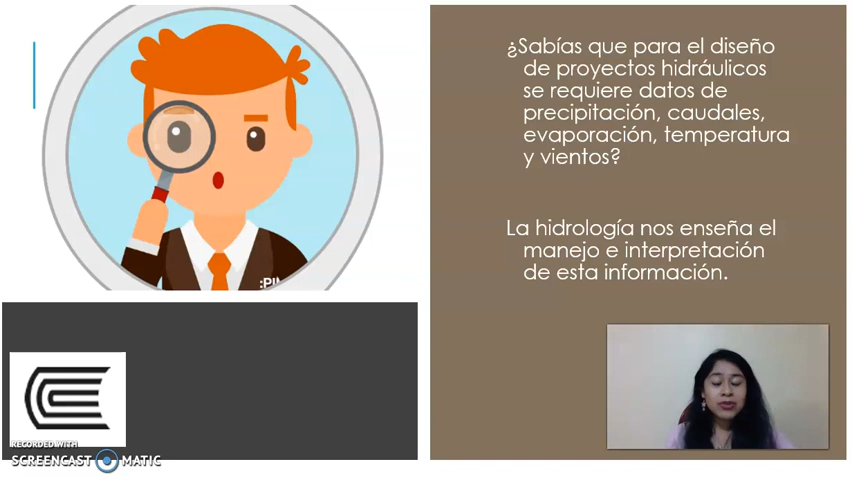 ¿Sabías que para el diseño
de proyectos hidráulicos
se requiere datos de
precipitación, caudales,
evaporación, temperatura
y vientos?
La hidrología nos enseña el
manejo e interpretación
de esta información.
RECORDED WITH
SCREENCAST MATIC